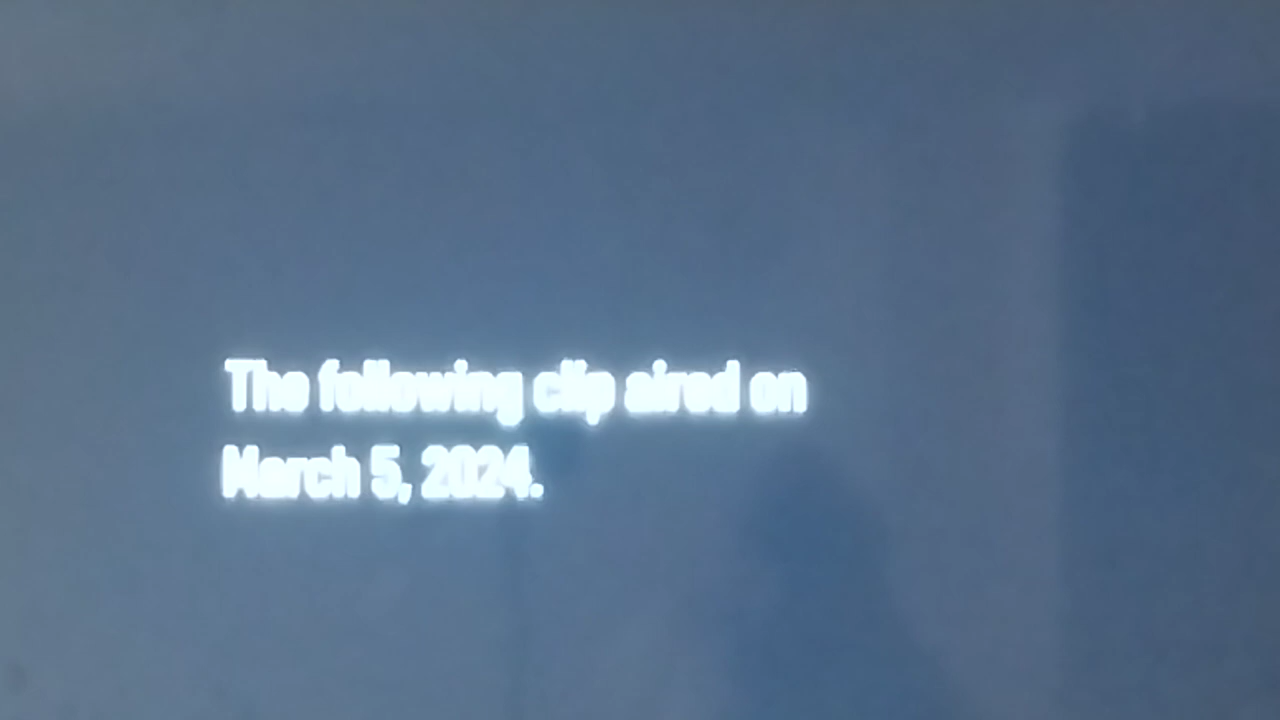 The following clip aired on
March 5, 2024.